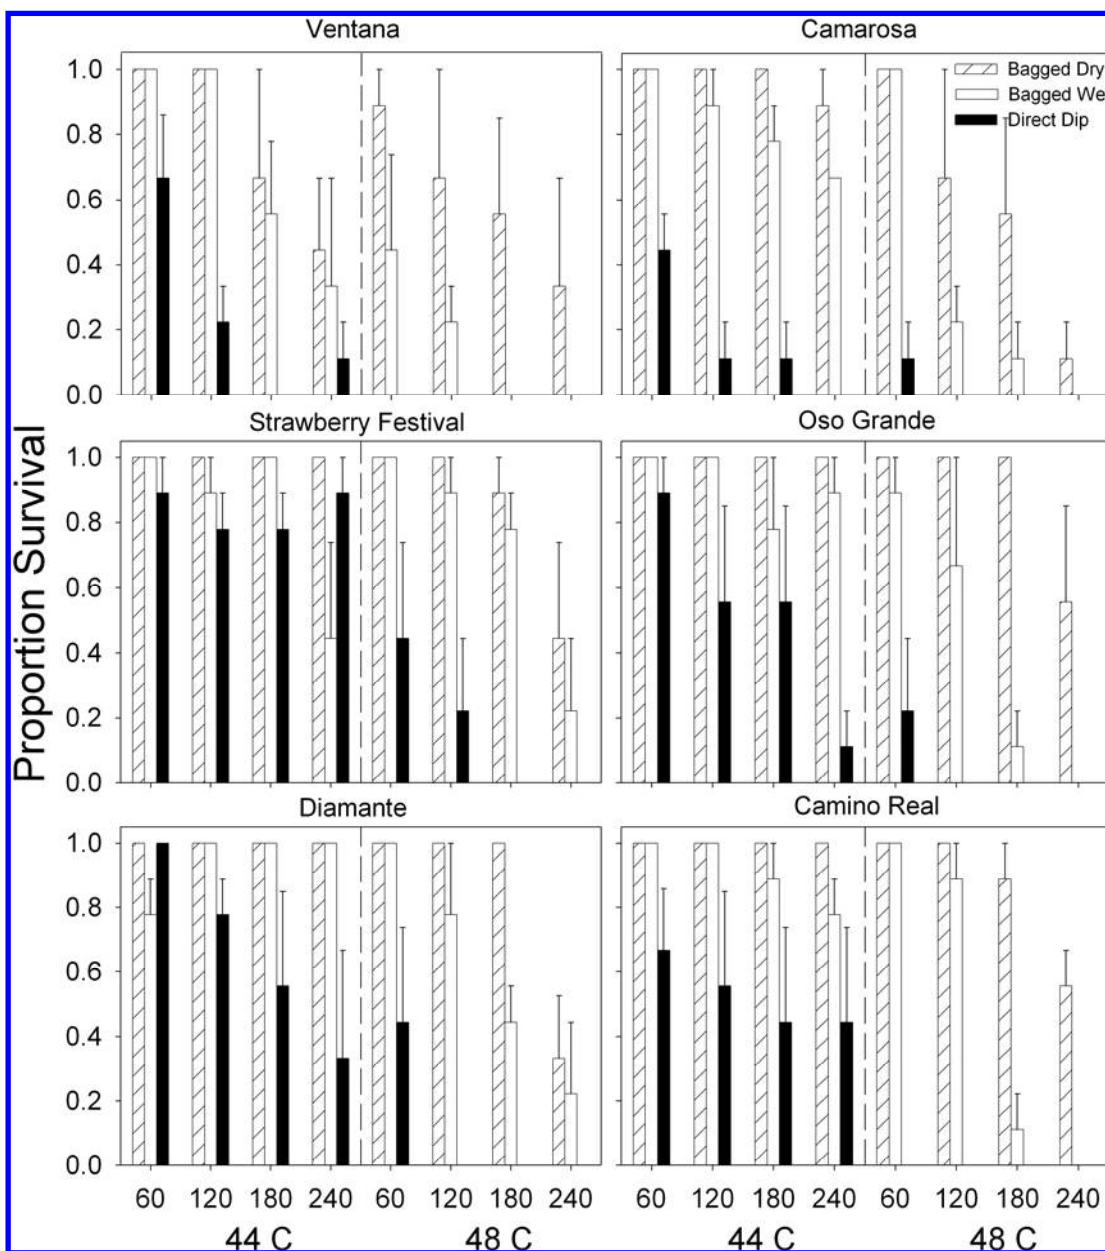 Ventana
Camarosa
Bagged Dry
Bagged We
Direct Dip
1.0
0.8
0.6
0.4
0.2
0.0
Strawberry Festival
Oso Grande
1.0
0.8
0.6
0.4
0.2
0.0
Proportion Survival
Diamante
Camino Real
1.0
0.8
0.6
0.4
0.2
0.0
60 120 180 240 60 120 180 240 60 120 180 240 60 120 180 240
44 C 48 C 44 C 48 C